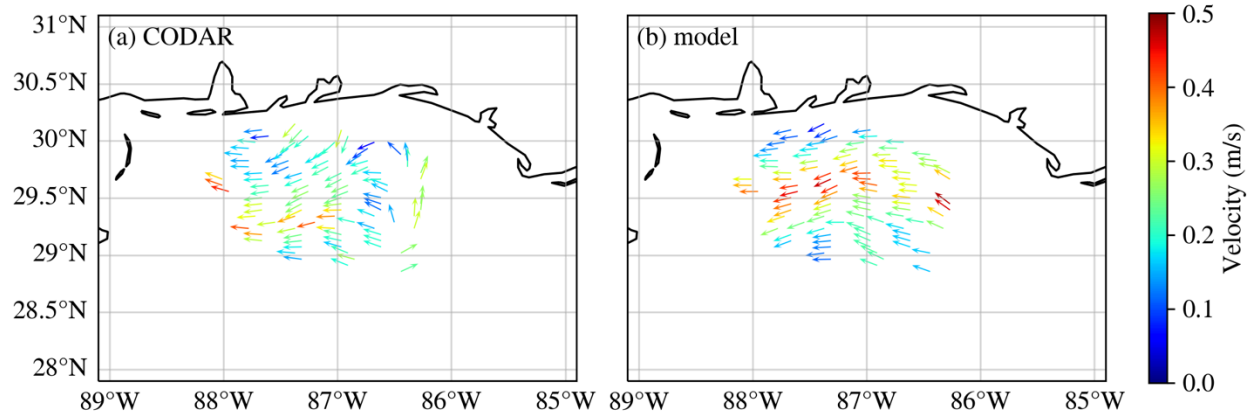 (a) CODAR
(b) model
31°N
30.5°N
30°N
29.5°N
29°N
28.5°N
28°N
89°W 88°W 87°W 86°W 85°W
89°W 88°W 87°W 86°W 85°W
0.5
0.4
0.3
0.2
0.1
0.0
Velocity (m/s)